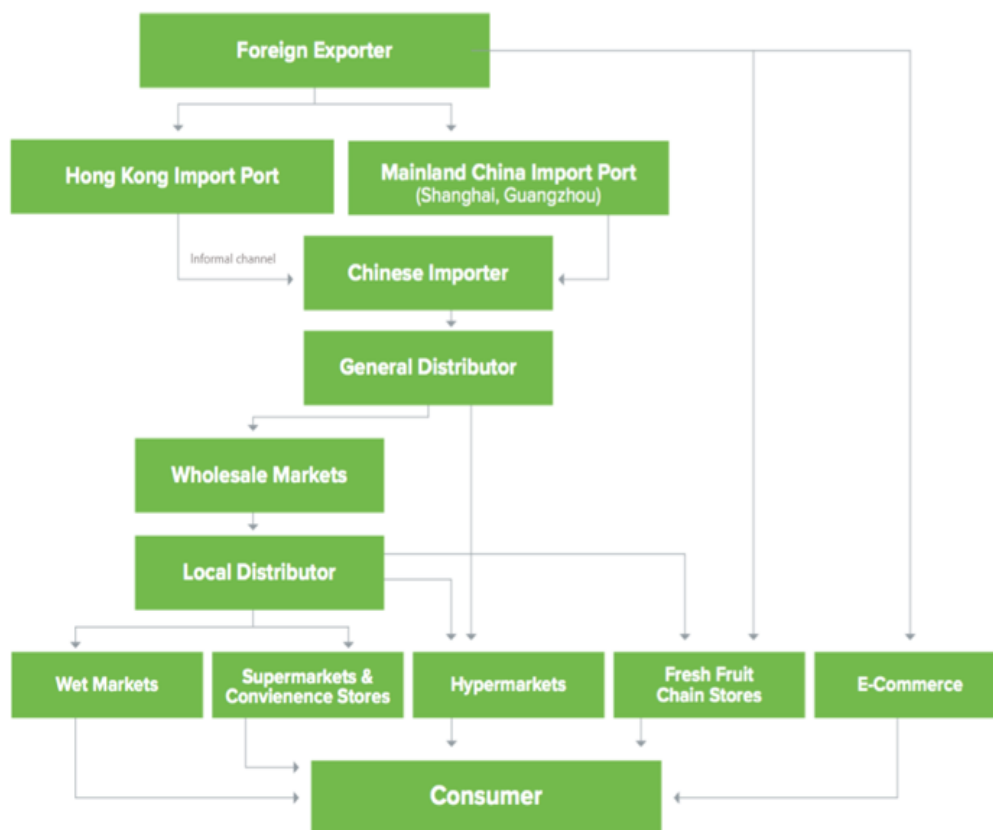 Foreign Exporter
Hong Kong Import Port
Mainland China Import Port
(Shanghai, Guangzhou)
Informal channel
Chinese Importer
General Distributor
Wholesale Markets
Local Distributor
Wet Markets
Supermarkets &
Convienence Stores
Hypermarkets
Fresh Fruit
Chain Stores
E-Commerce
Consumer